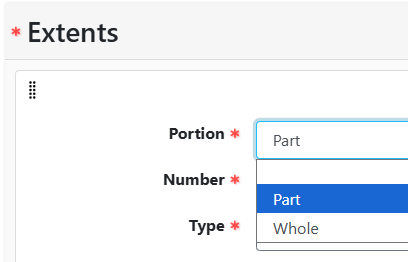 * Extents
Portion *
Part
Number *
Part
Type *
Whole